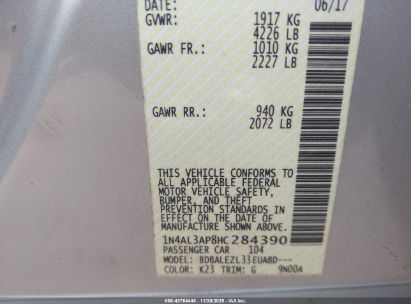 DATE: 06/17
GVWR: 1917 KG
4226 LB
GAWR FR.: 1010 KG
2227 LB
GAWR RR.: 940 KG
2072 LB
THIS VEHICLE CONFORMS TO
ALL APPLICABLE FEDERAL
MOTOR VEHICLE SAFETY,
BUMPER, AND THEFT
PREVENTION STANDARDS IN
EFFECT ON THE DATE OF
MANUFACTURE SHOWN ABOVE.
1N4AL3AP8HC284390
PASSENGER CAR 104
MODEL: BDBALEZL33EUA8D---
COLOR: K23 TRIM: G 9N00A